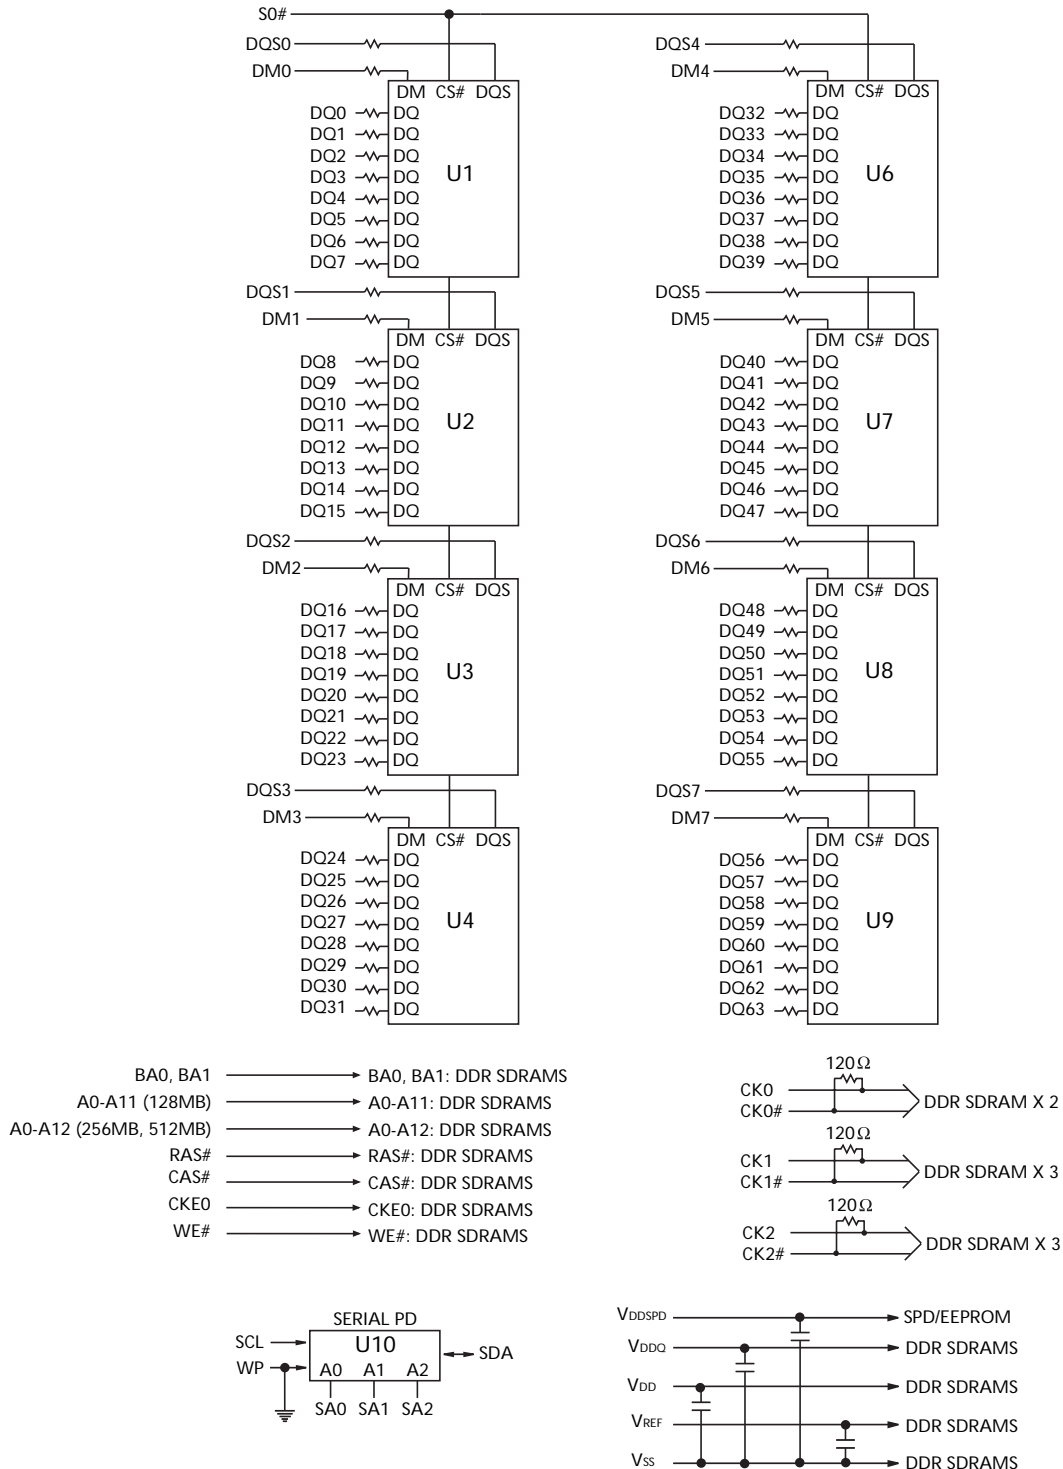 S0#
DQS0 DQS4
DM0 DM4
DM CS# DQS DM CS# DQS
DQ0 DQ DQ32 DQ
DQ1 DQ DQ33 DQ
DQ2 DQ DQ34 DQ
DQ3 DQ U1 DQ35 DQ U6
DQ4 DQ DQ36 DQ
DQ5 DQ DQ37 DQ
DQ6 DQ DQ38 DQ
DQ7 DQ DQ39 DQ
DQS1 DQS5
DM1 DM5
DM CS# DQS DM CS# DQS
DQ8 DQ DQ40 DQ
DQ9 DQ DQ41 DQ
DQ10 DQ DQ42 DQ
DQ11 DQ U2 DQ43 DQ U7
DQ12 DQ DQ44 DQ
DQ13 DQ DQ45 DQ
DQ14 DQ DQ46 DQ
DQ15 DQ DQ47 DQ
DQS2 DQS6
DM2 DM6
DM CS# DQS DM CS# DQS
DQ16 DQ DQ48 DQ
DQ17 DQ DQ49 DQ
DQ18 DQ DQ50 DQ
DQ19 DQ U3 DQ51 DQ U8
DQ20 DQ DQ52 DQ
DQ21 DQ DQ53 DQ
DQ22 DQ DQ54 DQ
DQ23 DQ DQ55 DQ
DQS3 DQS7
DM3 DM7
DM CS# DQS DM CS# DQS
DQ24 DQ DQ56 DQ
DQ25 DQ DQ57 DQ
DQ26 DQ DQ58 DQ
DQ27 DQ U4 DQ59 DQ U9
DQ28 DQ DQ60 DQ
DQ29 DQ DQ61 DQ
DQ30 DQ DQ62 DQ
DQ31 DQ DQ63 DQ
BA0, BA1 BA0, BA1: DDR SDRAMS
A0-A11 (128MB) A0-A11: DDR SDRAMS
A0-A12 (256MB, 512MB) A0-A12: DDR SDRAMS
RAS# RAS#: DDR SDRAMS
CAS# CAS#: DDR SDRAMS
CKE0 CKE0: DDR SDRAMS
WE# WE#: DDR SDRAMS
120Ω
CK0
CK0# DDR SDRAM X 2
120Ω
CK1
CK1# DDR SDRAM X 3
120Ω
CK2
CK2# DDR SDRAM X 3
SERIAL PD
SCL U10 SDA
WP A0 A1 A2
SA0 SA1 SA2
VDDSPD SPD/EEPROM
VDDQ DDR SDRAMS
VDD DDR SDRAMS
VREF DDR SDRAMS
VSS DDR SDRAMS